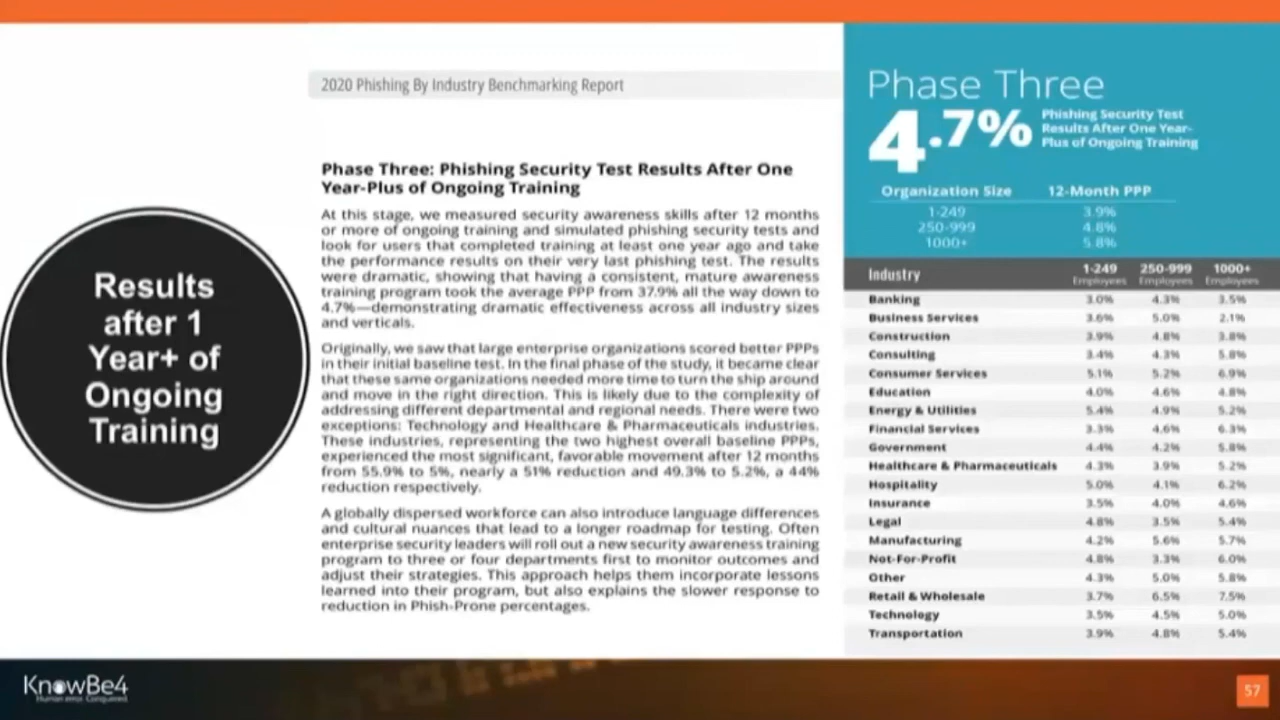 2020 Phishing By Industry Benchmarking Report
Results
after 1
Year+ of
Ongoing
Training
Phase Three: Phishing Security Test Results After One
Year-Plus of Ongoing Training
At this stage, we measured security awareness skills after 12 months
or more of ongoing training and simulated phishing security tests and
look for users that completed training at least one year ago and take
the performance results on their very last phishing test. The results
were dramatic, showing that having a consistent, mature awareness
training program took the average PPP from 37.9% all the way down to
4.7%—demonstrating dramatic effectiveness across all industry sizes
and verticals.
Originally, we saw that large enterprise organizations scored better PPPs
in their initial baseline test. In the final phase of the study, it became clear
that these same organizations needed more time to turn the ship around
and move in the right direction. This is likely due to the complexity of
addressing different departmental and regional needs. There were two
exceptions: Technology and Healthcare & Pharmaceuticals industries.
These industries, representing the two highest overall baseline PPPs,
experienced the most significant, favorable movement after 12 months
from 55.9% to 5%, nearly a 51% reduction and 49.3% to 5.2%, a 44%
reduction respectively.
A globally dispersed workforce can also introduce language differences
and cultural nuances that lead to a longer roadmap for testing. Often
enterprise security leaders will roll out a new security awareness training
program to three or four departments first to monitor outcomes and
adjust their strategies. This approach helps them incorporate lessons
learned into their program, but also explains the slower response to
reduction in Phish-Prone percentages.
Phase Three
4.7%
Phishing Security Test
Results After One Year-
Plus of Ongoing Training
Organization Size 12-Month PPP
1-249 3.9%
250-999 4.8%
1000+ 5.8%
Industry 1-249 Employees 250-999 Employees 1000+ Employees
Banking 3.0% 4.3% 3.5%
Business Services 3.6% 5.0% 2.1%
Construction 3.9% 4.8% 3.8%
Consulting 3.4% 4.3% 5.8%
Consumer Services 5.1% 5.2% 6.9%
Education 4.0% 4.6% 4.8%
Energy & Utilities 5.4% 4.9% 5.2%
Financial Services 3.3% 4.6% 6.3%
Government 4.4% 4.2% 5.8%
Healthcare & Pharmaceuticals 4.3% 3.9% 5.2%
Hospitality 5.0% 4.1% 6.2%
Insurance 3.5% 4.0% 4.6%
Legal 4.8% 3.5% 5.4%
Manufacturing 4.2% 5.6% 5.7%
Not-For-Profit 4.8% 3.3% 6.0%
Other 4.3% 5.0% 5.8%
Retail & Wholesale 3.7% 6.5% 7.5%
Technology 3.5% 4.5% 5.0%
Transportation 3.9% 4.8% 5.4%
KnowBe4
Human error. Conquered.
57